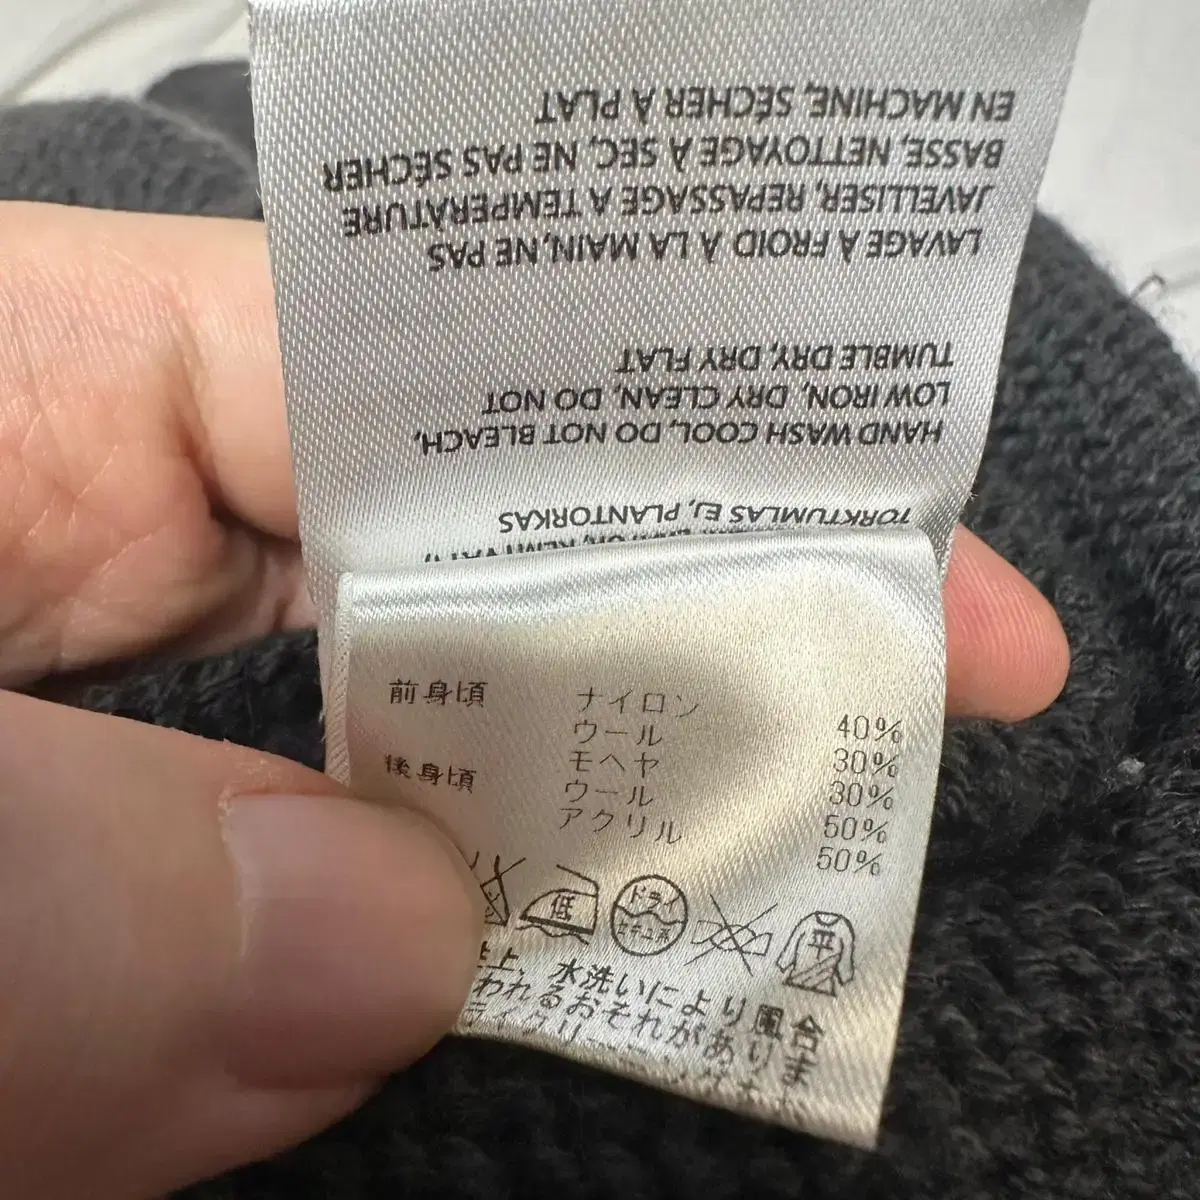 TORKTUMLAS EJ, PLANTORKAS
HAND WASH COOL, DO NOT BLEACH,
LOW IRON, DRY CLEAN, DO NOT
TUMBLE DRY, DRY FLAT
LAVAGE À FROID À LA MAIN, NE PAS
JAVELLISER, REPASSAGE A TEMPÉRATURE
BASSE, NETTOYAGE À SEC, NE PAS SÉCHER
EN MACHINE, SÉCHER À PLAT
前身頃 ナイロン 40%
ウール 30%
モヘヤ 30%
後身頃 ウール 50%
アクリル 50%
低 ドライ 平
上、水洗いにより風合
われるおそれがありま